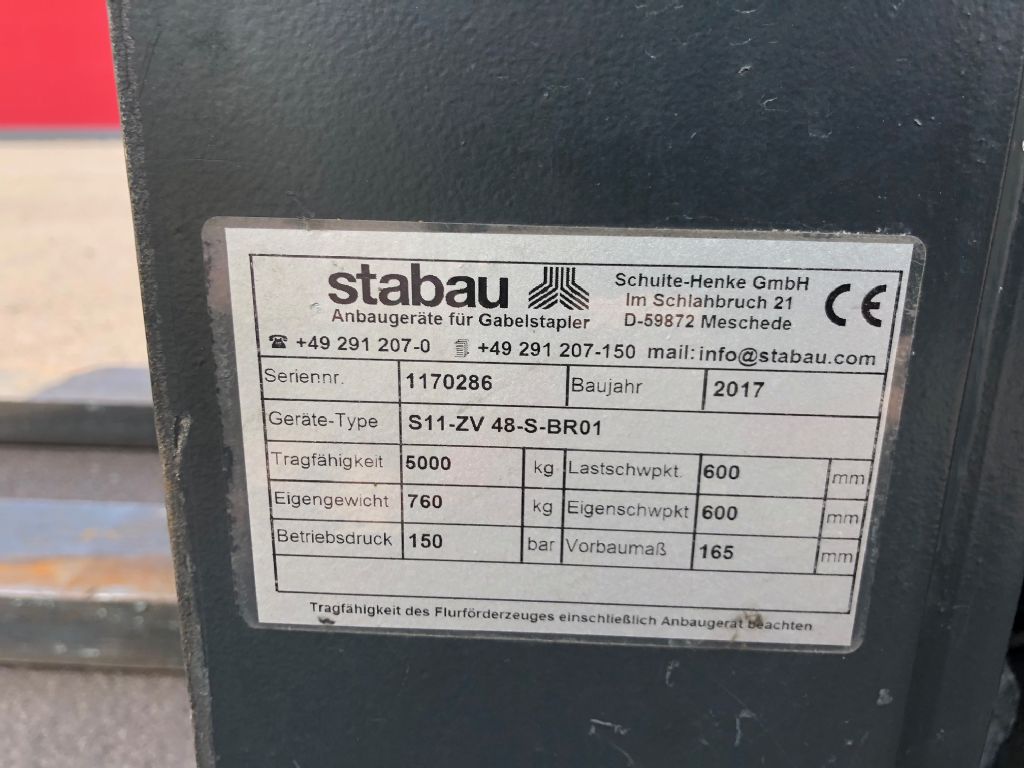 stabau
Anbaugeräte für Gabelstapler
Schulte-Henke GmbH
Im Schlahbruch 21
D-59872 Meschede
CE
☎ +49 291 207-0 +49 291 207-150 mail: info@stabau.com
Seriennr. 1170286 Baujahr 2017
Geräte-Type S11-ZV 48-S-BR01
Tragfähigkeit 5000 kg Lastschwpkt. 600 mm
Eigengewicht 760 kg Eigenschwpkt 600 mm
Betriebsdruck 150 bar Vorbaumaß 165 mm
Tragfähigkeit des Flurförderzeuges einschließlich Anbaugerät beachten